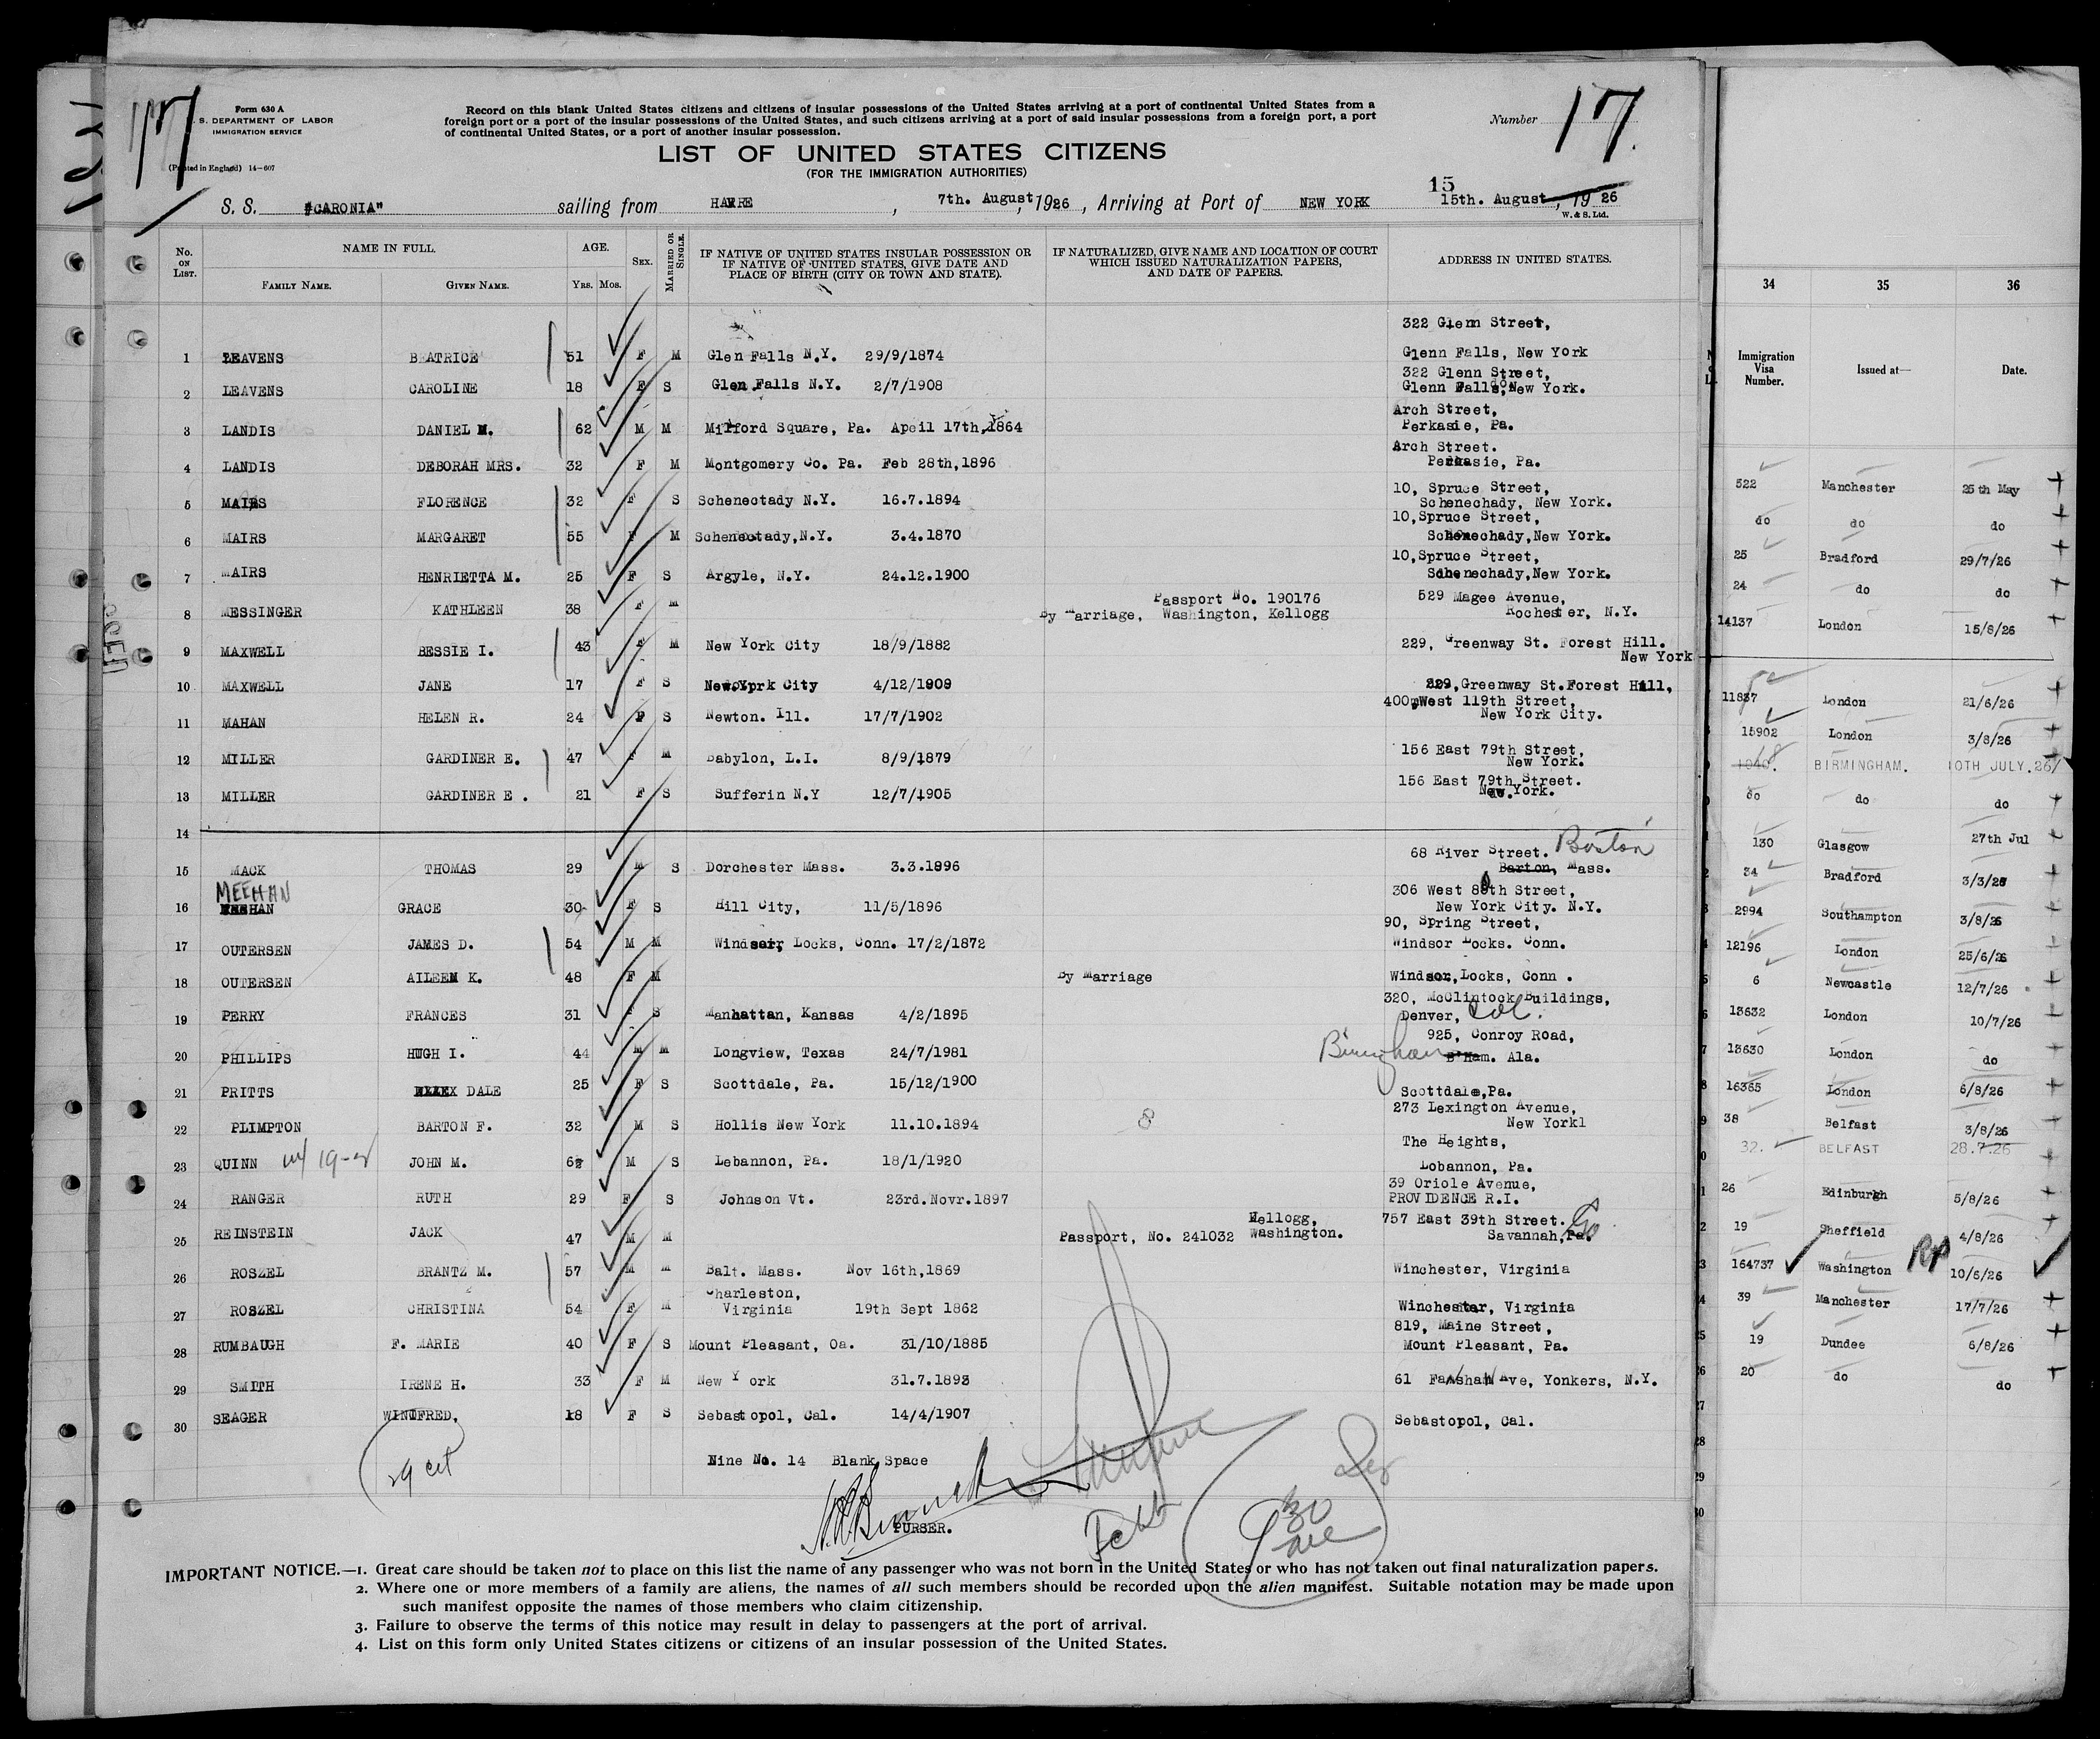 17
Form 630 A
S. DEPARTMENT OF LABOR
IMMIGRATION SERVICE
(Printed in England) 14-607
Record on this blank United States citizens and citizens of insular possessions of the United States arriving at a port of continental United States from a
foreign port or a port of the insular possessions of the United States, and such citizens arriving at a port of said insular possessions from a foreign port, a port
of continental United States, or a port of another insular possession.
Number 17.
LIST OF UNITED STATES CITIZENS
(FOR THE IMMIGRATION AUTHORITIES)
15
S. S. "CARONIA" sailing from HAVRE, 7th. August, 1926, Arriving at Port of NEW YORK 15th. August, 1926
W. & S. Ltd.
No. ON LIST. NAME IN FULL. AGE. SEX. MARRIED OR SINGLE. IF NATIVE OF UNITED STATES INSULAR POSSESSION OR IF NATIVE OF UNITED STATES, GIVE DATE AND PLACE OF BIRTH (CITY OR TOWN AND STATE). IF NATURALIZED, GIVE NAME AND LOCATION OF COURT WHICH ISSUED NATURALIZATION PAPERS, AND DATE OF PAPERS. ADDRESS IN UNITED STATES.
FAMILY NAME. GIVEN NAME. YRS. MOS.
322 Glenn Street,
1 LEAVENS BEATRICE 51 F M Glen Falls N.Y. 29/9/1874 Glenn Falls, New York
322 Glenn Street,
2 LEAVENS CAROLINE 18 F S Glen Falls N.Y. 2/7/1908 Glenn Falls, New York.
Arch Street,
3 LANDIS DANIEL M. 62 M M Milford Square, Pa. April 17th, 1864 Perkasie, Pa.
Arch Street.
4 LANDIS DEBORAH MRS. 32 F M Montgomery Co. Pa. Feb 28th, 1896 Perkasie, Pa.
10, Spruce Street,
5 MAIRS FLORENCE 32 F S Schenectady N.Y. 16.7.1894 Schenechady, New York.
10, Spruce Street,
6 MAIRS MARGARET 55 F M Schenectady, N.Y. 3.4.1870 Schenechady, New York.
10, Spruce Street,
7 MAIRS HENRIETTA M. 25 F S Argyle, N.Y. 24.12.1900 Schenechady, New York.
Passport No. 190176 529 Magee Avenue,
8 MESSINGER KATHLEEN 38 F M By Marriage, Washington, Kellogg Rochester, N.Y.
9 MAXWELL BESSIE I. 43 F M New York City 18/9/1882 229, Greenway St. Forest Hill.
New York
10 MAXWELL JANE 17 F S New York City 4/12/1908 229, Greenway St. Forest Hill,
400 West 119th Street,
11 MAHAN HELEN R. 24 F S Newton. Ill. 17/7/1902 New York City.
156 East 79th Street,
12 MILLER GARDINER E. 47 F M Babylon, L.I. 8/9/1879 New York.
156 East 79th Street.
13 MILLER GARDINER E . 21 F S Sufferin N.Y 12/7/1905 New York.
14
68 River Street. Boston
15 MACK THOMAS 29 M S Dorchester Mass. 3.3.1896 Barton, Mass.
MEEHAN 306 West 80th Street,
16 MEEHAN GRACE 30 F S Hill City, 11/5/1896 New York City. N.Y.
90, Spring Street,
17 OUTERSEN JAMES D. 54 M M Windsor Locks, Conn. 17/2/1872 Windsor Locks. Conn.
18 OUTERSEN AILEEN K. 48 F M By Marriage Windsor, Locks, Conn .
320, McClintock Buildings,
19 PERRY FRANCES 31 F S Manhattan, Kansas 4/2/1895 Denver, Col.
925, Conroy Road,
20 PHILLIPS HUGH I. 44 M M Longview, Texas 24/7/1981 B'Ham. Ala.
21 PRITTS DALE 25 F S Scottdale, Pa. 15/12/1900 Scottdale, Pa.
273 Lexington Avenue,
22 PLIMPTON BARTON F. 32 M S Hollis New York 11.10.1894 8 New York1
The Heights,
23 QUINN JOHN M. M S Lebannon, Pa. 18/1/1920 Lobannon, Pa.
39 Oriole Avenue,
24 RANGER RUTH 29 F S Johnson Vt. 23rd. Novr. 1897 PROVIDENCE R.I.
Kellogg, 757 East 39th Street.
25 REINSTEIN JACK 47 M M Passport, No. 241032 Washington. Savannah,
26 ROSZEL BRANTZ M. 57 M M Balt. Mass. Nov 16th, 1869 Winchester, Virginia
Charleston,
27 ROSZEL CHRISTINA 54 F M Virginia 19th Sept 1862 Winchester, Virginia
819, Maine Street,
28 RUMBAUGH F. MARIE 40 F S Mount Pleasant, Oa. 31/10/1885 Mount Pleasant, Pa.
29 SMITH IRENE H. 33 F M New York 31.7.1893 61 Ave, Yonkers, N.Y.
30 SEAGER WINIFRED, 18 F S Sebastopol, Cal. 14/4/1907 Sebastopol, Cal.
29 cit
Nine No. 14 Blank Space
PURSER.
30
IMPORTANT NOTICE.—1. Great care should be taken not to place on this list the name of any passenger who was not born in the United States or who has not taken out final naturalization papers.
2. Where one or more members of a family are aliens, the names of all such members should be recorded upon the alien manifest. Suitable notation may be made upon
such manifest opposite the names of those members who claim citizenship.
3. Failure to observe the terms of this notice may result in delay to passengers at the port of arrival.
4. List on this form only United States citizens or citizens of an insular possession of the United States.
34 35 36
Immigration Visa Number. Issued at— Date.
522 Manchester 25th May
do do do
25 Bradford 29/7/26
24 do do
14137 London 15/6/26
11837 London 21/6/26
15902 London 3/8/26
BIRMINGHAM. 10TH JULY. 26
do do do
130 Glasgow 27th Jul
34 Bradford 3/3/26
2994 Southampton 3/8/26
12196 London 25/6/26
6 Newcastle 12/7/26
13632 London 10/7/26
13630 London do
16365 London 6/8/26
38 Belfast 3/8/26
32. BELFAST 28.7.26
26 Edinburgh 5/8/26
19 Sheffield 4/8/26
164737 Washington 10/5/26
39 Manchester 17/7/26
19 Dundee 6/8/26
20 do do